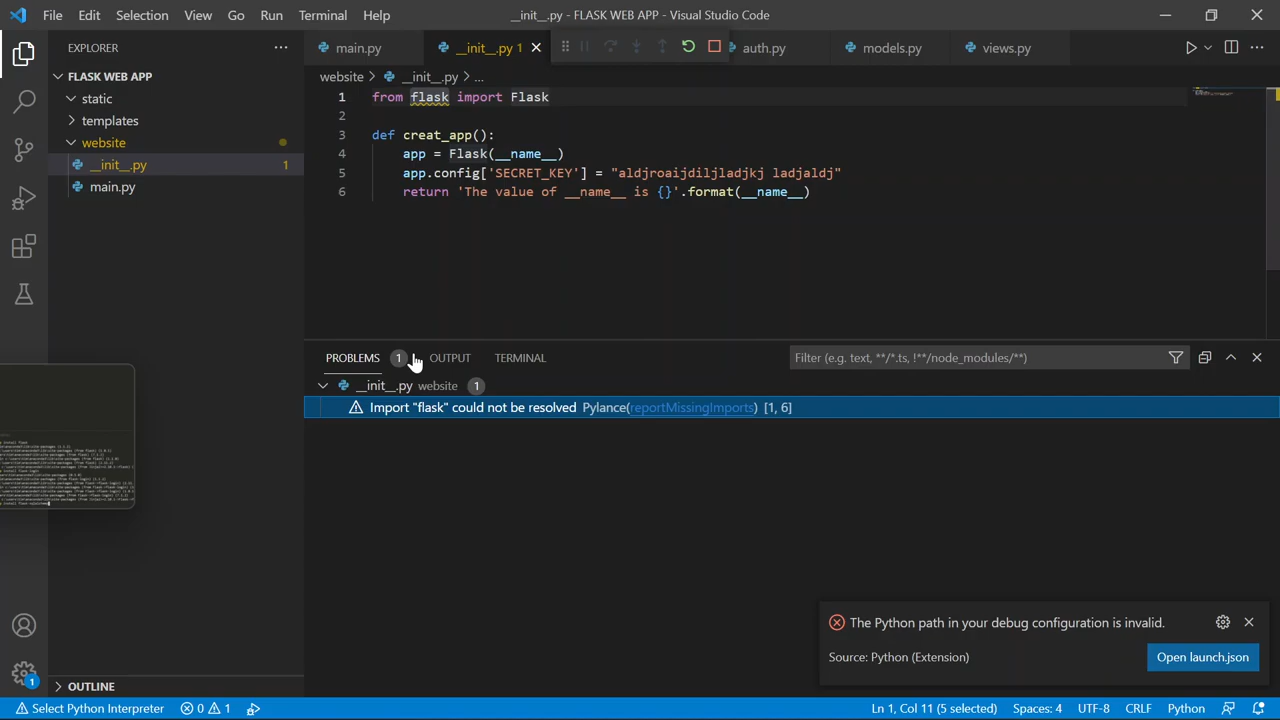 File Edit Selection View Go Run Terminal Help __init__.py - FLASK WEB APP - Visual Studio Code
EXPLORER
main.py __init__.py 1 auth.py models.py views.py
FLASK WEB APP
static
templates
website
__init__.py 1
main.py
website > __init__.py > ...
1 from flask import Flask
2
3 def creat_app():
4 app = Flask(__name__)
5 app.config['SECRET_KEY'] = "aldjroaijdiljladjkj ladjaldj"
6 return 'The value of __name__ is {}'.format(__name__)
PROBLEMS 1 OUTPUT TERMINAL Filter (e.g. text, **/*.ts, !**/node_modules/**)
__init__.py website 1
Import "flask" could not be resolved Pylance(reportMissingImports) [1, 6]
The Python path in your debug configuration is invalid.
Source: Python (Extension) Open launch.json
OUTLINE
1
Select Python Interpreter 0 1 Ln 1, Col 11 (5 selected) Spaces: 4 UTF-8 CRLF Python